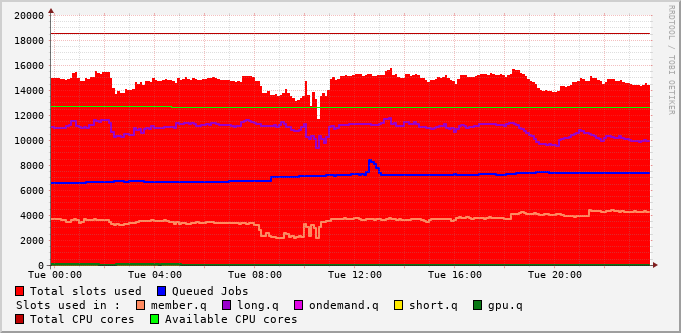 20000
18000
16000
14000
12000
10000
8000
6000
4000
2000
0
Tue 00:00 Tue 04:00 Tue 08:00 Tue 12:00 Tue 16:00 Tue 20:00
Total slots used Queued Jobs
Slots used in : member.q long.q ondemand.q short.q gpu.q
Total CPU cores Available CPU cores
RRDTOOL / TOBI OETIKER